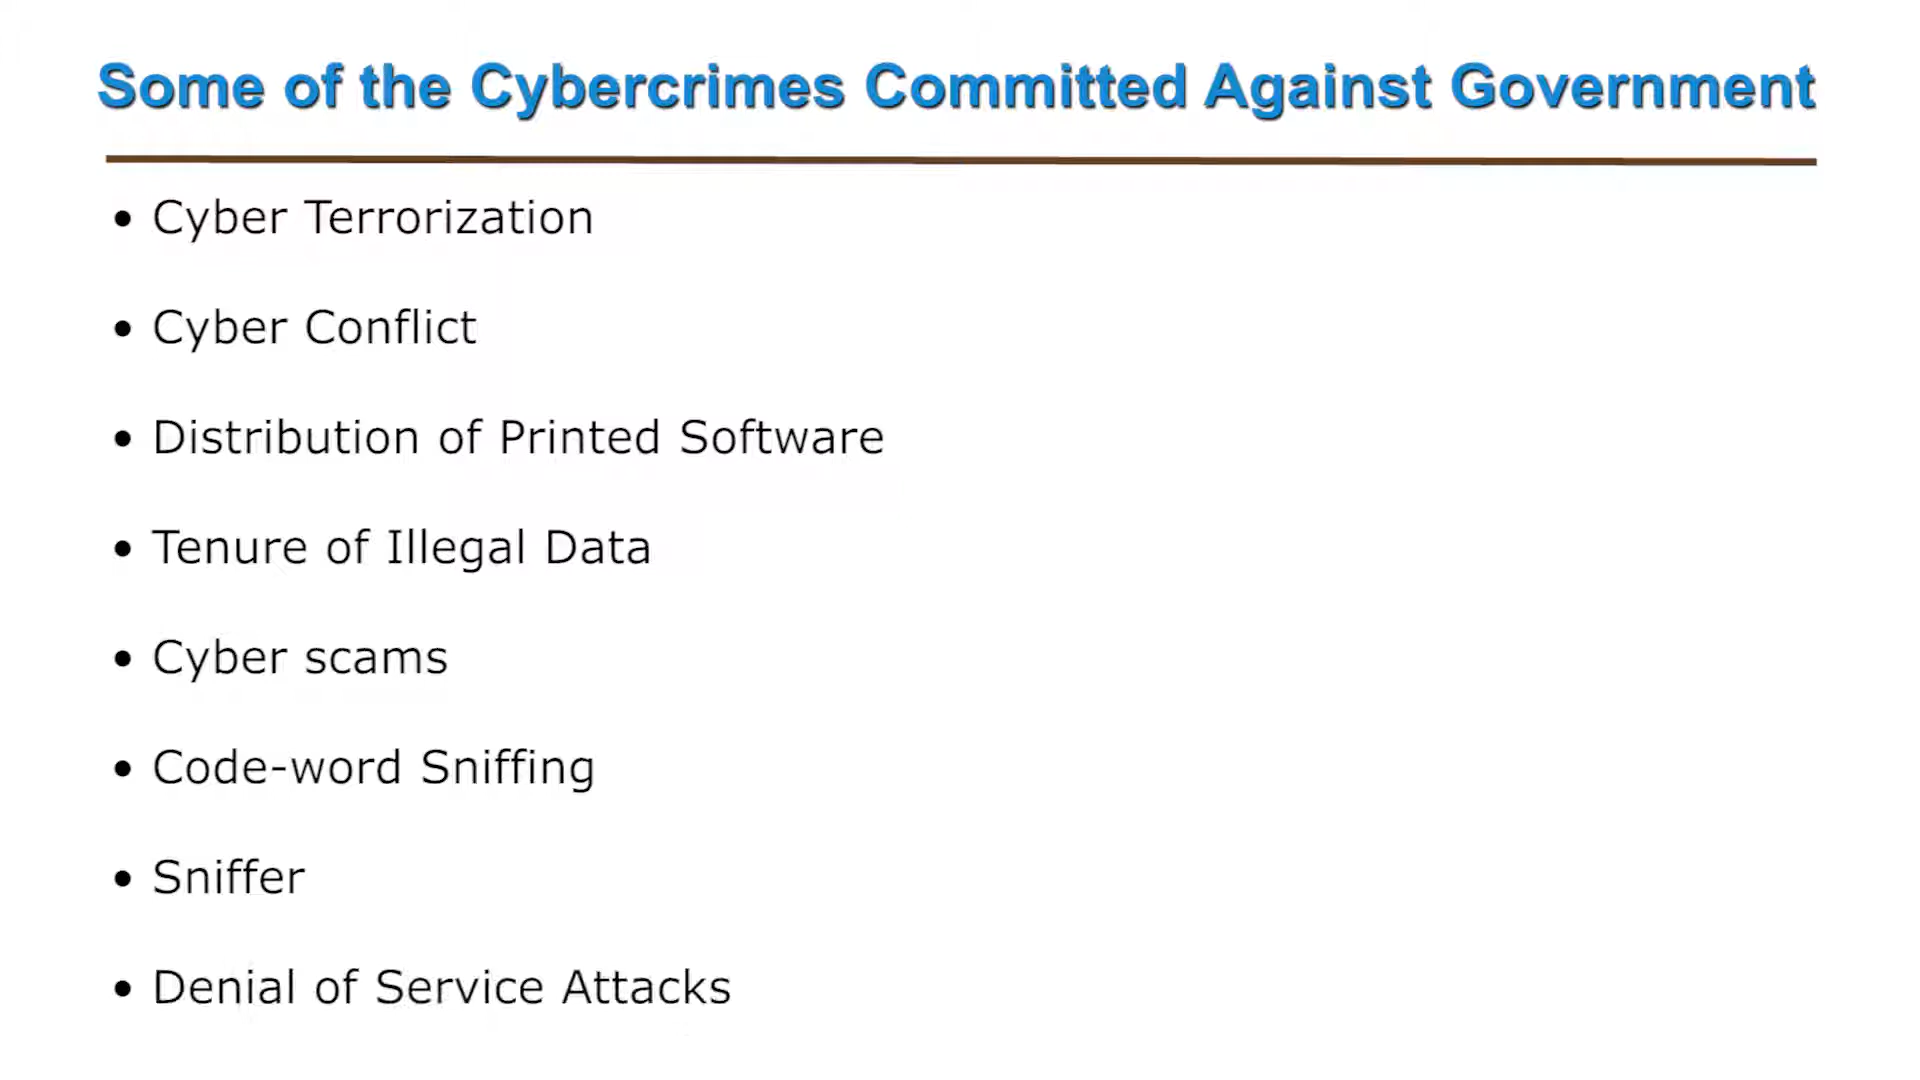 Some of the Cybercrimes Committed Against Government
• Cyber Terrorization
• Cyber Conflict
• Distribution of Printed Software
• Tenure of Illegal Data
• Cyber scams
• Code-word Sniffing
• Sniffer
• Denial of Service Attacks